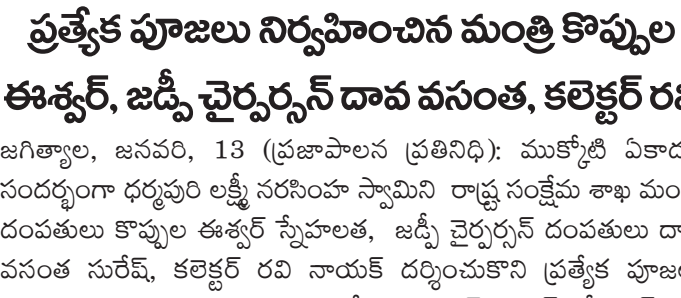 ప్రత్యేక పూజలు నిర్వహించిన మంత్రి కొప్పుల
ఈశ్వర్, జడ్పీ చైర్పర్సన్ దావ వసంత, కలెక్టర్
జగిత్యాల, జనవరి, 13 (ప్రజాపాలన ప్రతినిధి): ముక్కోటి
సందర్భంగా ధర్మపురి లక్ష్మీ నరసింహ స్వామిని రాష్ట్ర సంక్షేమ శాఖ
దంపతులు కొప్పుల ఈశ్వర్ స్నేహలత, జడ్పీ చైర్పర్సన్ దంపతులు
వసంత సురేష్, కలెక్టర్ రవి నాయక్ దర్శించుకొని ప్రత్యేక